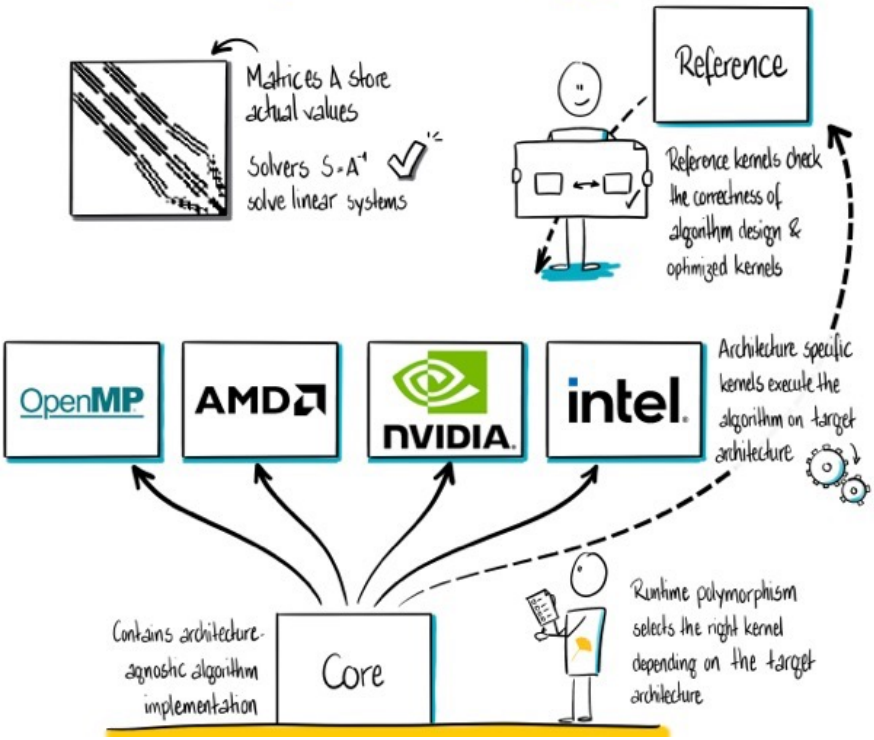 Matrices A store
actual values
Solvers S=A⁻¹
solve linear systems
Reference
Reference kernels check
the correctness of
algorithm design &
optimized kernels
OpenMP
AMD
NVIDIA.
intel.
Architecture specific
kernels execute the
algorithm on target
architecture
Contains architecture-
agnostic algorithm
implementation
Core
Runtime polymorphism
selects the right kernel
depending on the target
architecture